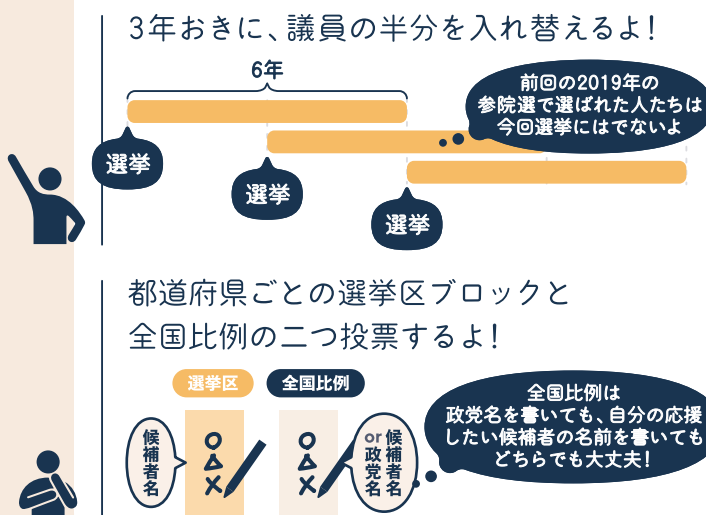 3年おきに、議員の半分を入れ替えるよ！
6年
前回の2019年の
参院選で選ばれた人たちは
今回選挙にはでないよ
選挙
選挙
選挙
都道府県ごとの選挙区ブロックと
全国比例の二つ投票するよ！
選挙区
全国比例
全国比例は
政党名を書いても、自分の応援
したい候補者の名前を書いても
どちらでも大丈夫！
候補者名
候補者名
or政党名